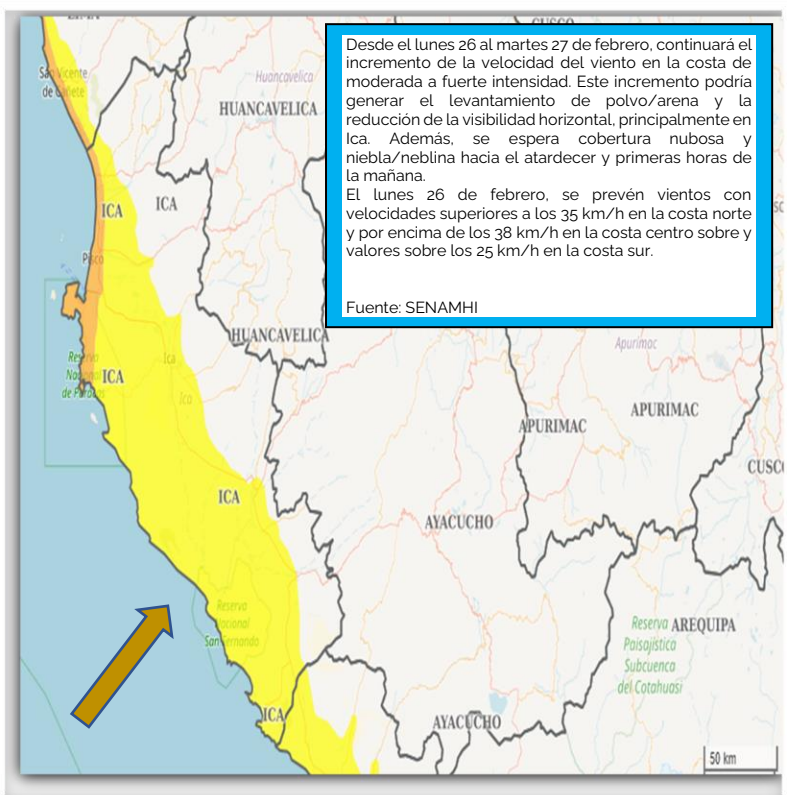 LIMA
CUSCO
Desde el lunes 26 al martes 27 de febrero, continuará el
incremento de la velocidad del viento en la costa de
moderada a fuerte intensidad. Este incremento podría
generar el levantamiento de polvo/arena y la
reducción de la visibilidad horizontal, principalmente en
Ica. Además, se espera cobertura nubosa y
niebla/neblina hacia el atardecer y primeras horas de
la mañana.
El lunes 26 de febrero, se prevén vientos con
velocidades superiores a los 35 km/h en la costa norte
y por encima de los 38 km/h en la costa centro sobre y
valores sobre los 25 km/h en la costa sur.
Fuente: SENAMHI
San Vicente
de Cañete
Huancavelica
HUANCAVELICA
ICA
ICA
Pisco
HUANCAVELICA
Apurímac
Reserva
Nacional
de Paracas
ICA
Ica
Ica
APURIMAC
APURIMAC
CUSCO
ICA
AYACUCHO
Reserva
Nacional
San Fernando
Reserva
Paisajística
Subcuenca
del Cotahuasi
AREQUIPA
ICA
AYACUCHO
50 km